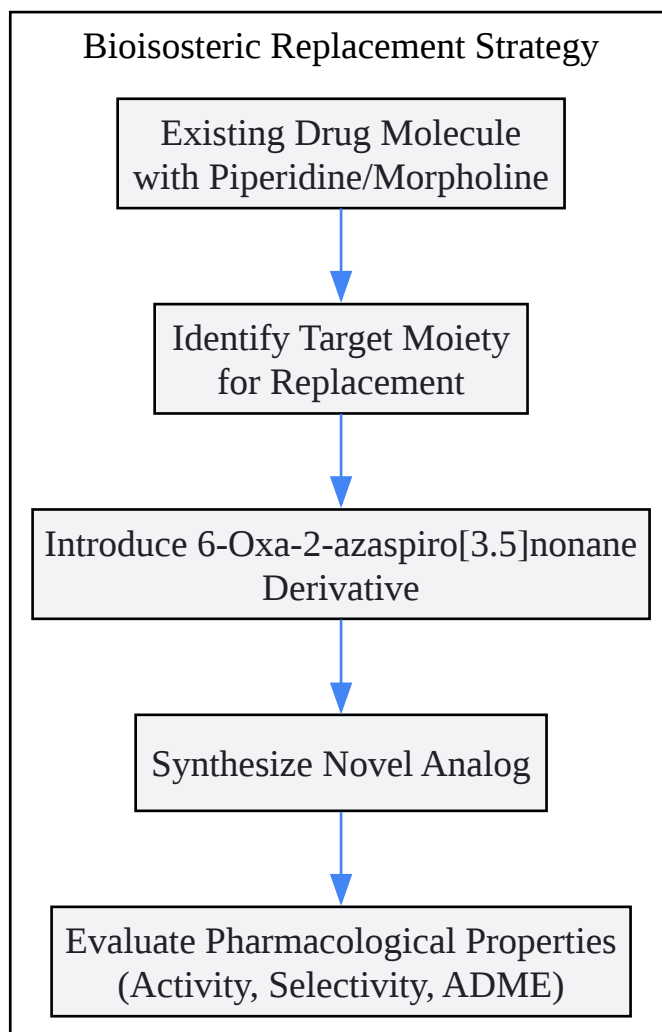 Bioisosteric Replacement Strategy
Existing Drug Molecule
with Piperidine/Morpholine
Identify Target Moiety
for Replacement
Introduce 6-Oxa-2-azaspiro[3.5]nonane
Derivative
Synthesize Novel Analog
Evaluate Pharmacological Properties
(Activity, Selectivity, ADME)